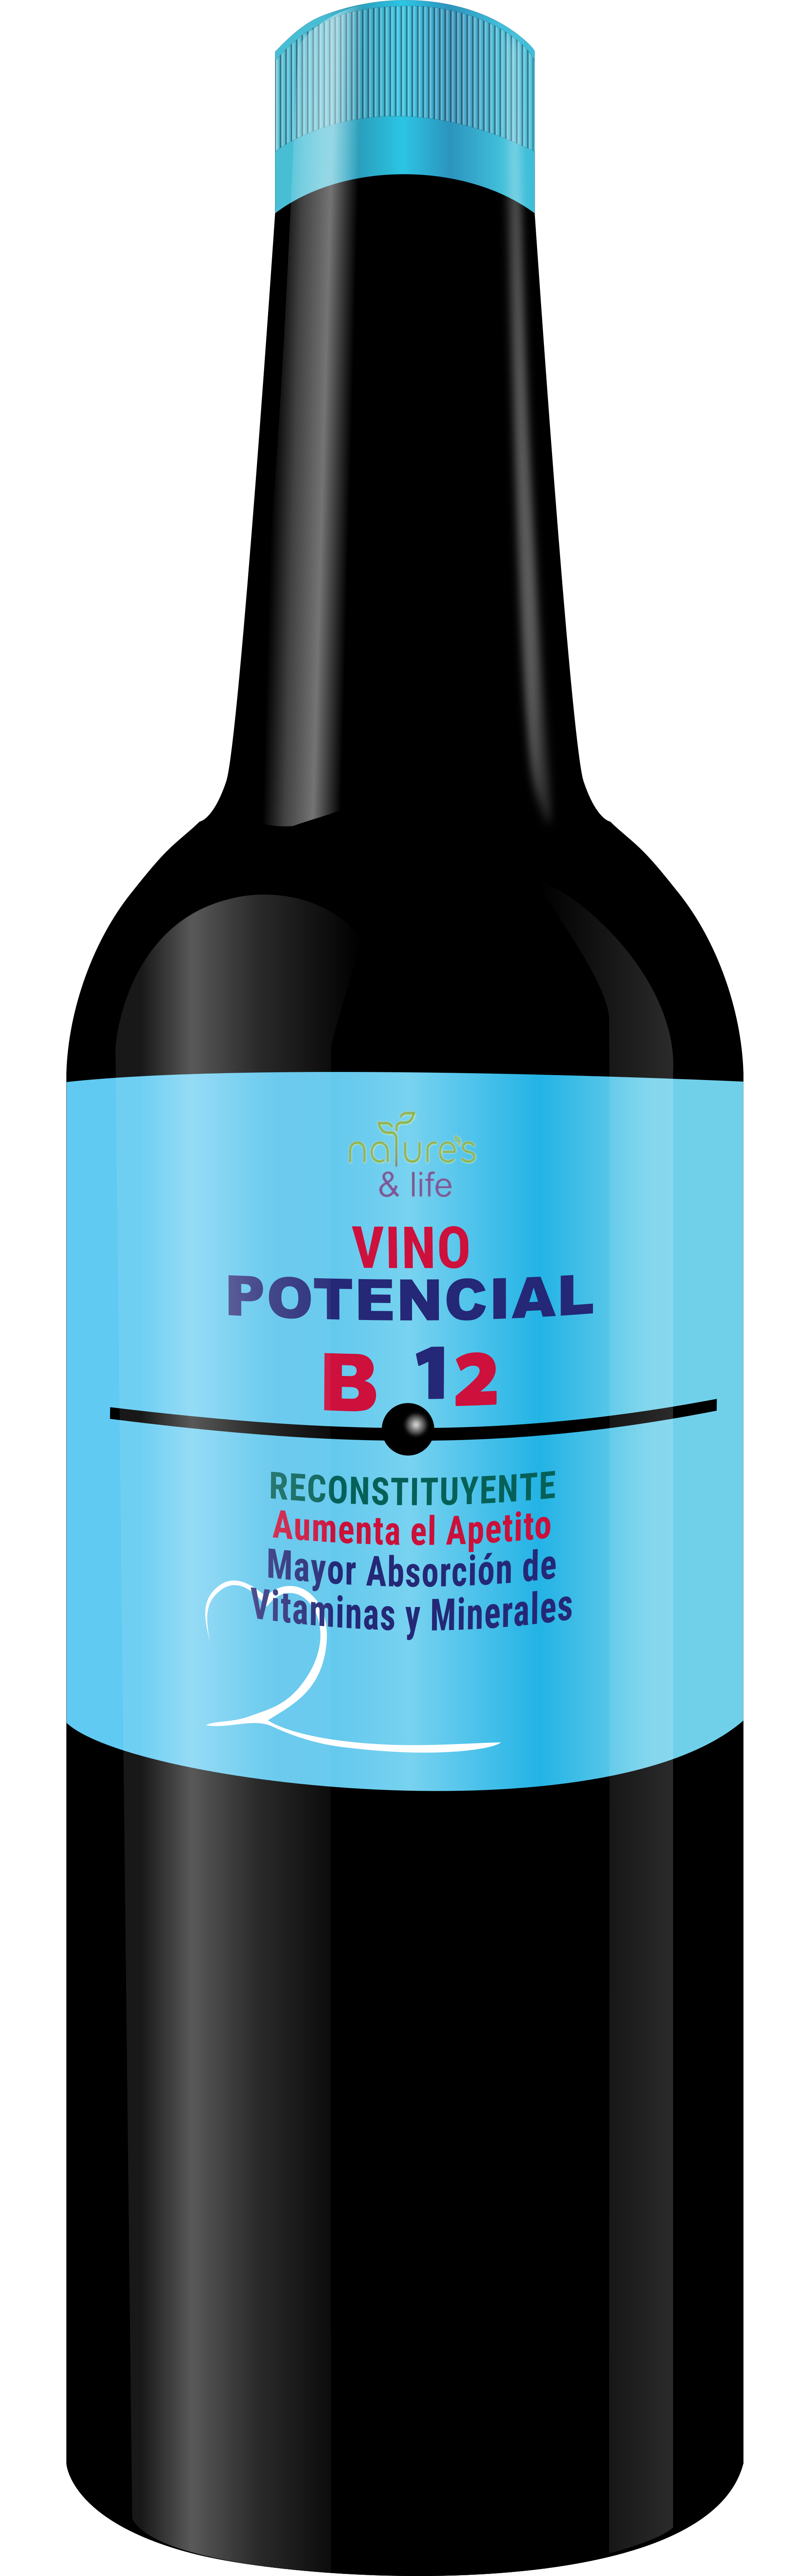 nature's
& life
VINO
POTENCIAL
B 12
RECONSTITUYENTE
Aumenta el Apetito
Mayor Absorción de
Vitaminas y Minerales